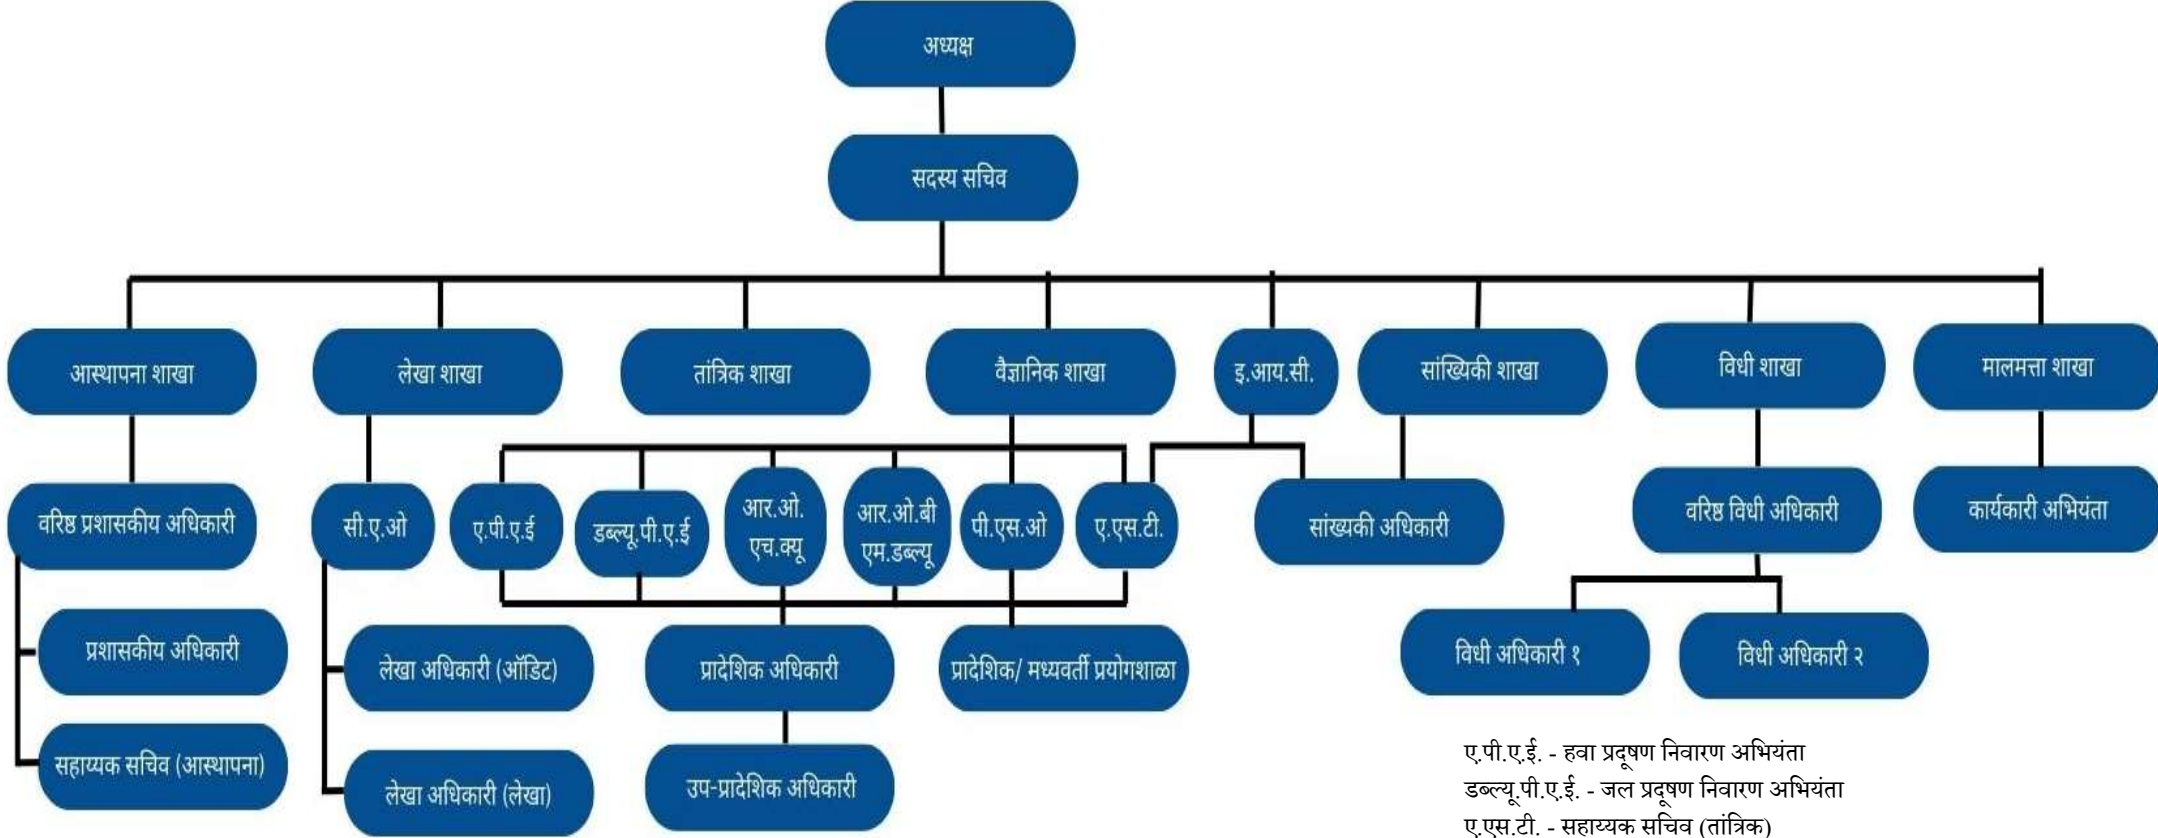 अध्यक्ष
सदस्य सचिव
आस्थापना शाखा
लेखा शाखा
तांत्रिक शाखा
वैज्ञानिक शाखा
इ.आय.सी.
सांख्यिकी शाखा
विधी शाखा
मालमत्ता शाखा
वरिष्ठ प्रशासकीय अधिकारी
सी.ए.ओ
ए.पी.ए.ई
डब्ल्यू.पी.ए.ई
आर.ओ.
एच.क्यू
आर.ओ.बी
एम.डब्ल्यू
पी.एस.ओ
ए.एस.टी.
सांख्यकी अधिकारी
वरिष्ठ विधी अधिकारी
कार्यकारी अभियंता
प्रशासकीय अधिकारी
लेखा अधिकारी (ऑडिट)
प्रादेशिक अधिकारी
प्रादेशिक/ मध्यवर्ती प्रयोगशाळा
विधी अधिकारी १
विधी अधिकारी २
सहाय्यक सचिव (आस्थापना)
लेखा अधिकारी (लेखा)
उप-प्रादेशिक अधिकारी
ए.पी.ए.ई. - हवा प्रदूषण निवारण अभियंता
डब्ल्यू.पी.ए.ई. - जल प्रदूषण निवारण अभियंता
ए.एस.टी. - सहाय्यक सचिव (तांत्रिक)